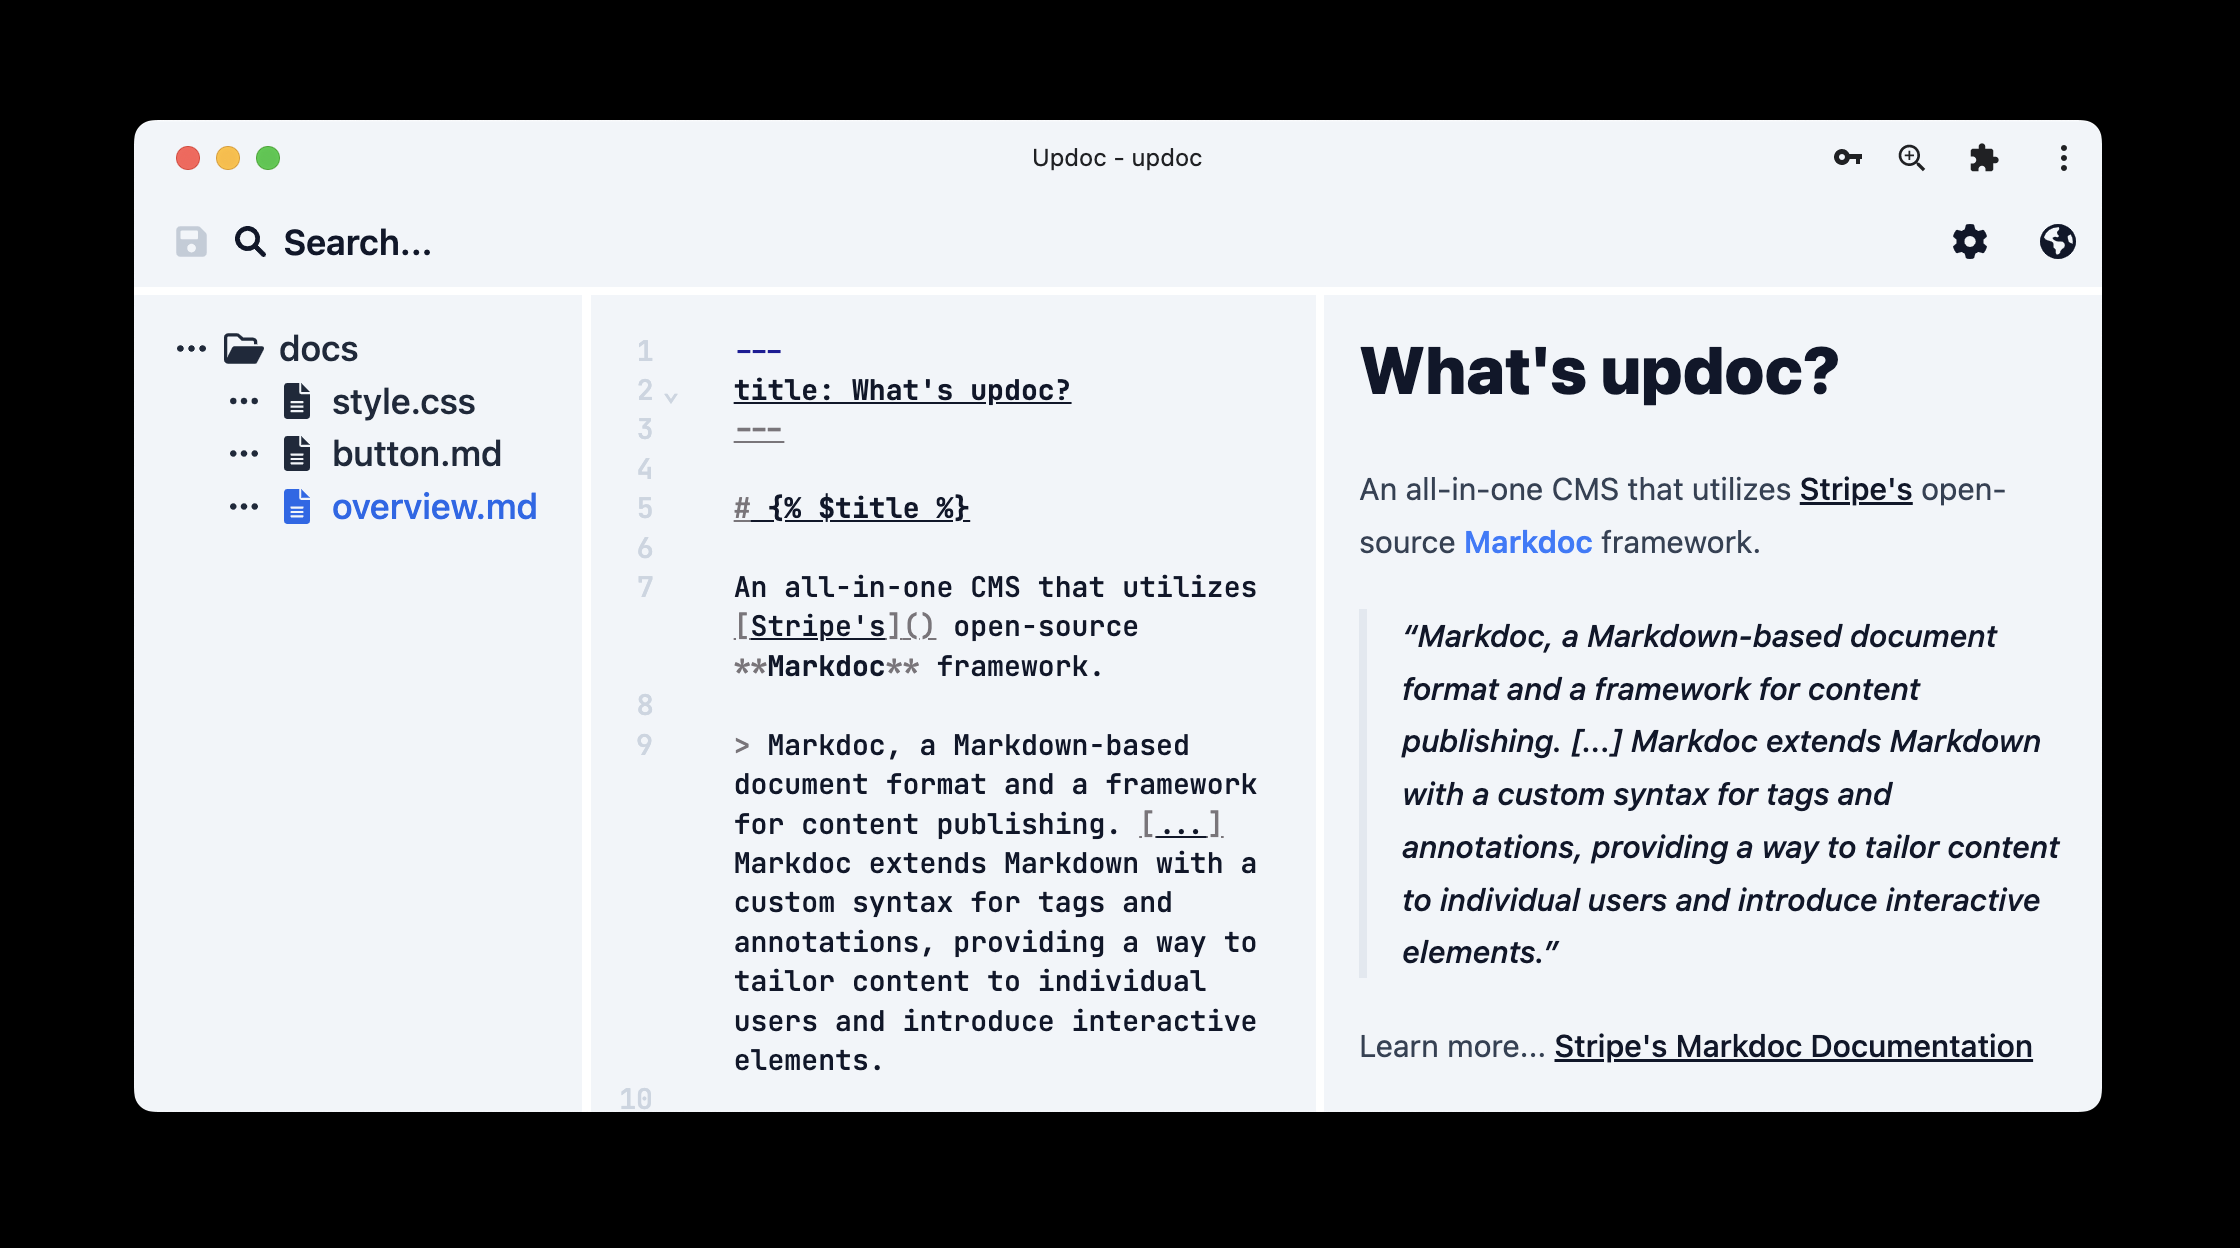 Updoc - updoc
Search...
docs
style.css
button.md
overview.md
1 ---
2 title: What's updoc?
3 ---
4
5 # {% $title %}
6
7 An all-in-one CMS that utilizes
[Stripe's]() open-source
**Markdoc** framework.
8
9 > Markdoc, a Markdown-based
document format and a framework
for content publishing. [...]
Markdoc extends Markdown with a
custom syntax for tags and
annotations, providing a way to
tailor content to individual
users and introduce interactive
elements.
10
What's updoc?
An all-in-one CMS that utilizes Stripe's open-
source Markdoc framework.
“Markdoc, a Markdown-based document
format and a framework for content
publishing. [...] Markdoc extends Markdown
with a custom syntax for tags and
annotations, providing a way to tailor content
to individual users and introduce interactive
elements.”
Learn more... Stripe's Markdoc Documentation